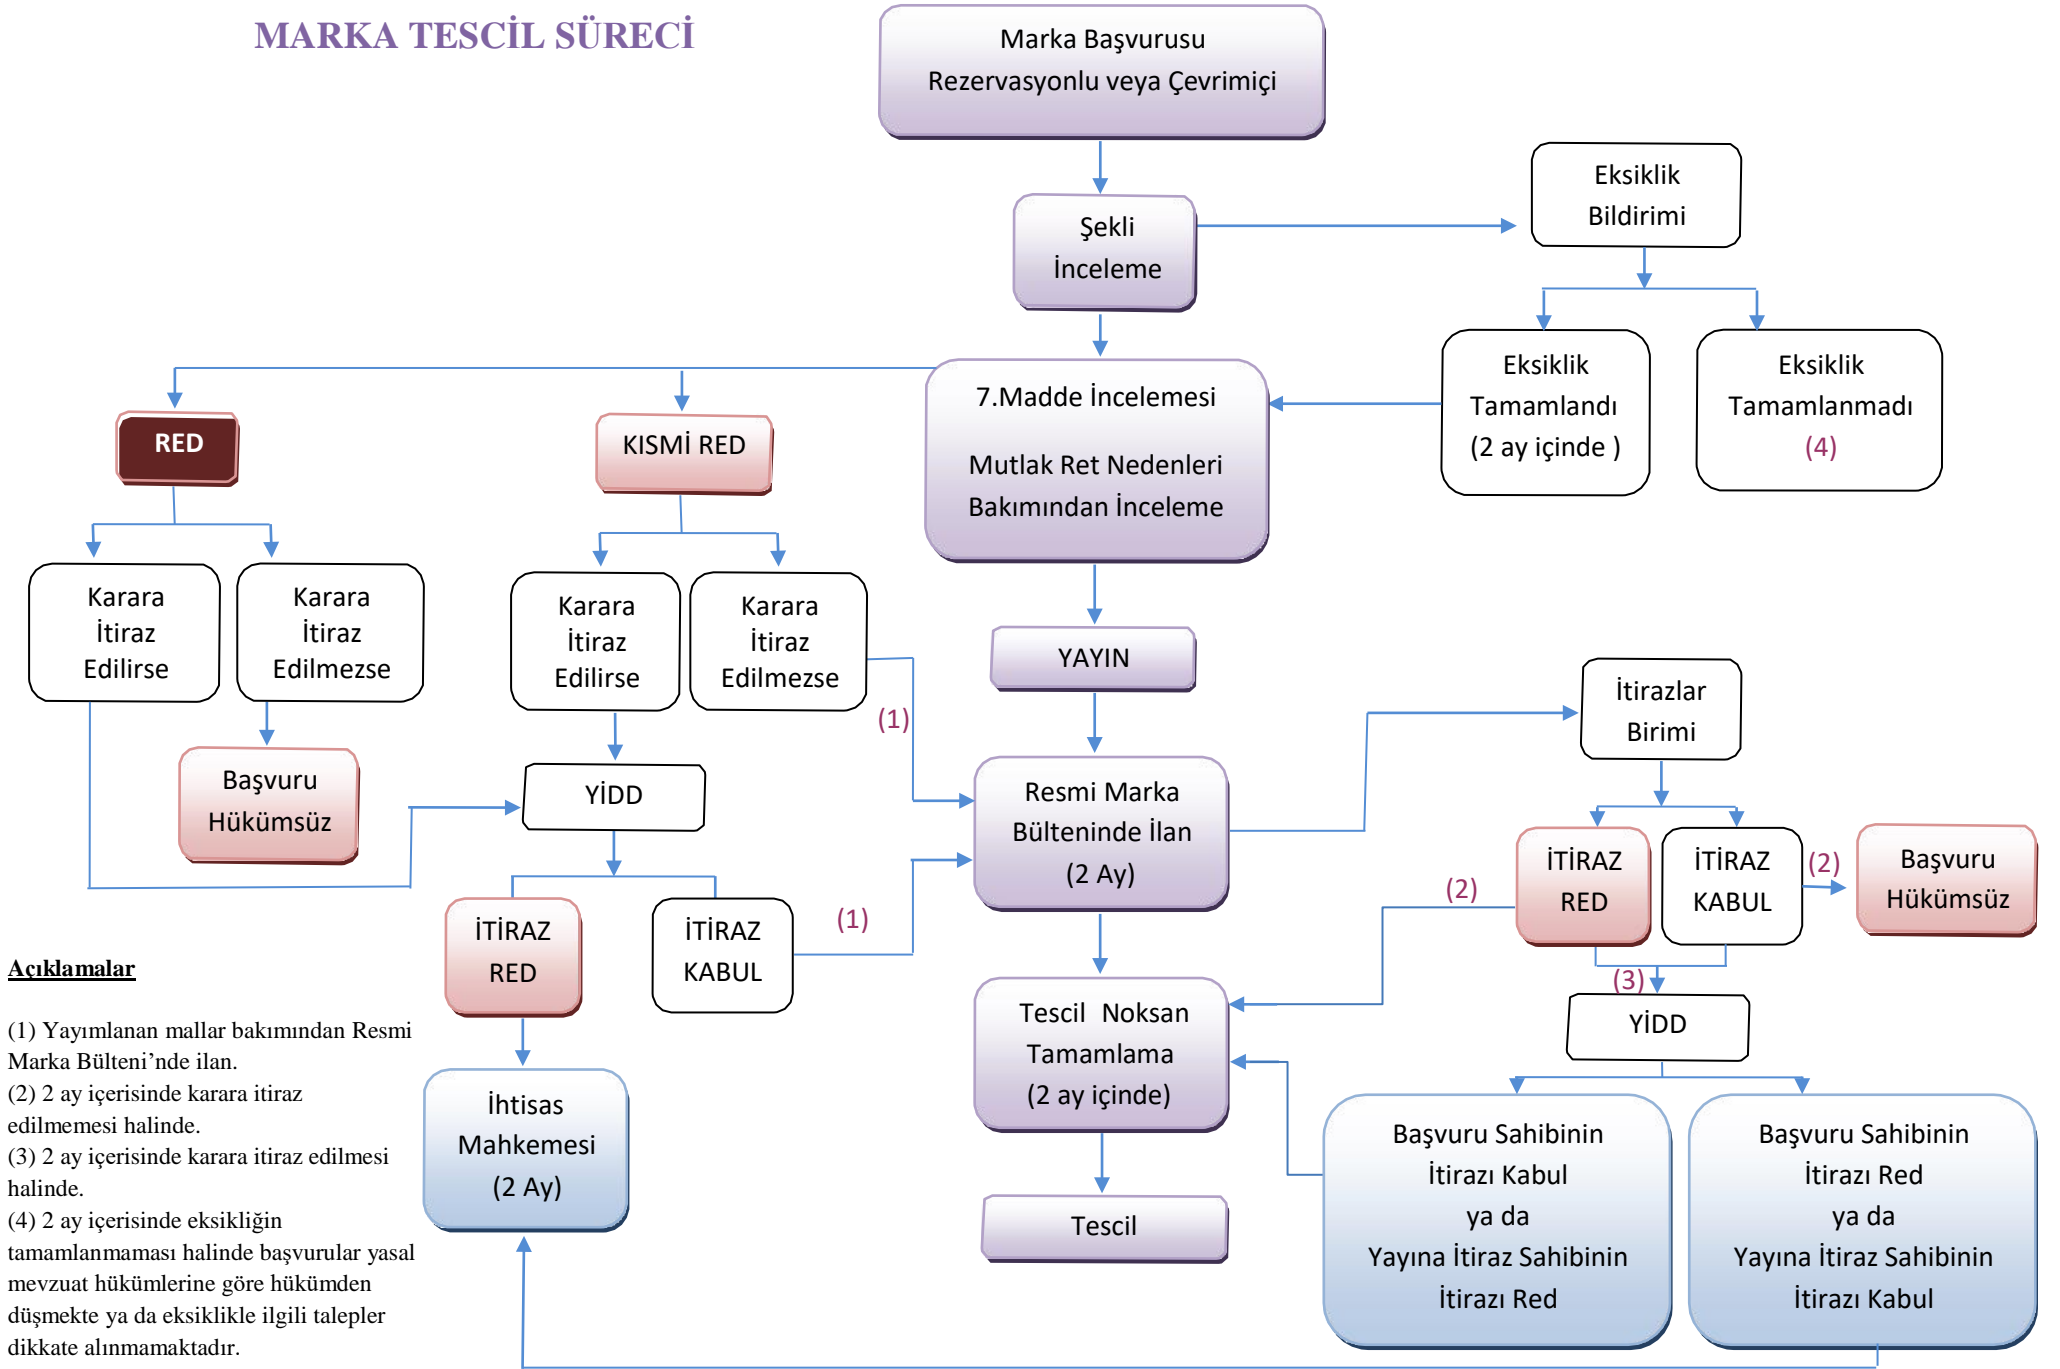 MARKA TESCİL SÜRECİ
Marka Başvurusu
Rezervasyonlu veya Çevrimiçi
Şekli
İnceleme
Eksiklik
Bildirimi
Eksiklik
Tamamlandı
(2 ay içinde )
Eksiklik
Tamamlanmadı
(4)
7.Madde İncelemesi
Mutlak Ret Nedenleri
Bakımından İnceleme
RED
KISMİ RED
Karara
İtiraz
Edilirse
Karara
İtiraz
Edilmezse
Karara
İtiraz
Edilirse
Karara
İtiraz
Edilmezse
(1)
YAYIN
Başvuru
Hükümsüz
YİDD
Resmi Marka
Bülteninde İlan
(2 Ay)
İtirazlar
Birimi
İTİRAZ
RED
İTİRAZ
KABUL
(2)
Başvuru
Hükümsüz
(2)
(3)
İTİRAZ
RED
İTİRAZ
KABUL
(1)
YİDD
Tescil Noksan
Tamamlama
(2 ay içinde)
İhtisas
Mahkemesi
(2 Ay)
Tescil
Başvuru Sahibinin
İtirazı Kabul
ya da
Yayına İtiraz Sahibinin
İtirazı Red
Başvuru Sahibinin
İtirazı Red
ya da
Yayına İtiraz Sahibinin
İtirazı Kabul
Açıklamalar
(1) Yayımlanan mallar bakımından Resmi
Marka Bülteni’nde ilan.
(2) 2 ay içerisinde karara itiraz
edilmemesi halinde.
(3) 2 ay içerisinde karara itiraz edilmesi
halinde.
(4) 2 ay içerisinde eksikliğin
tamamlanmaması halinde başvurular yasal
mevzuat hükümlerine göre hükümden
düşmekte ya da eksiklikle ilgili talepler
dikkate alınmamaktadır.